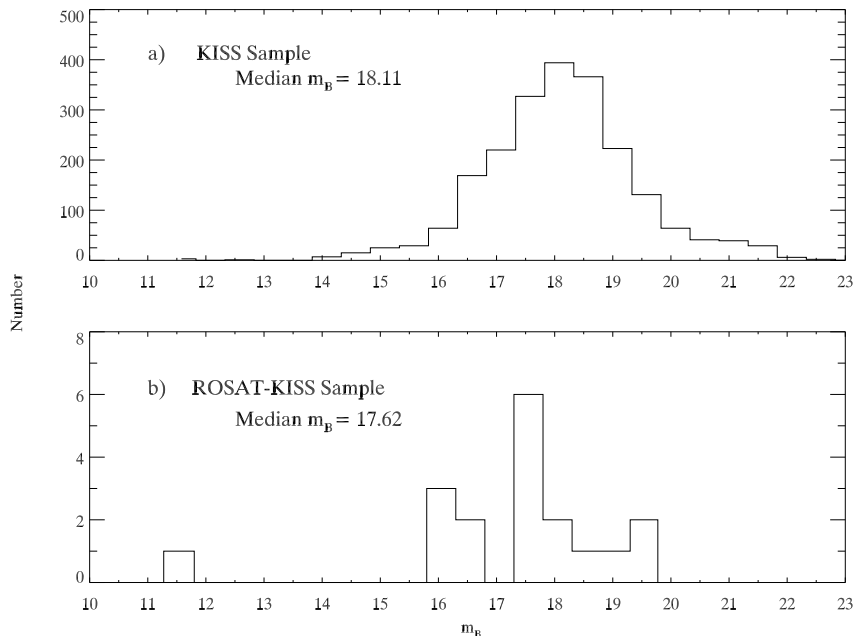 500
400
300
200
100
0
a) KISS Sample
Median m_B = 18.11
10 11 12 13 14 15 16 17 18 19 20 21 22 23
Number
8
6
4
2
0
b) ROSAT-KISS Sample
Median m_B = 17.62
10 11 12 13 14 15 16 17 18 19 20 21 22 23
m_B